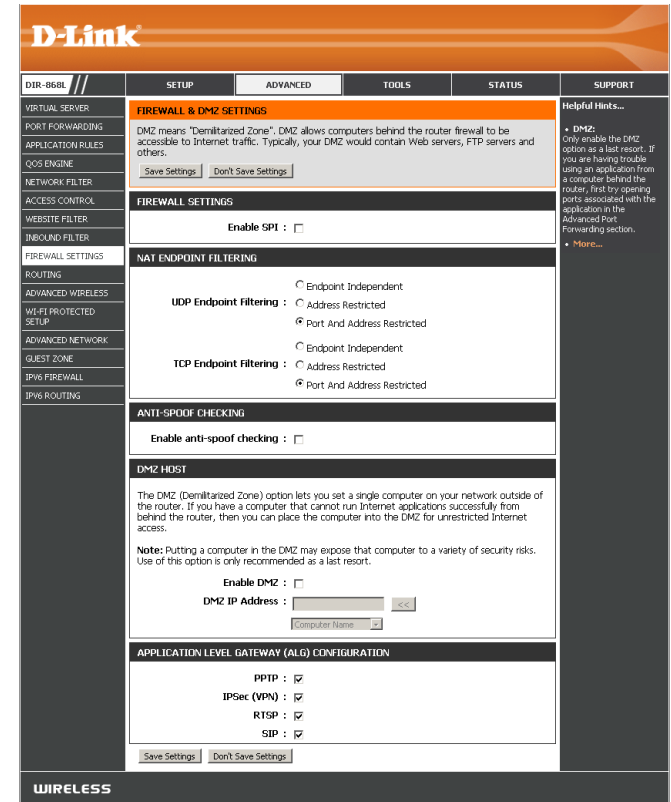 D-Link
DIR-868L
SETUP
ADVANCED
TOOLS
STATUS
SUPPORT
VIRTUAL SERVER
PORT FORWARDING
APPLICATION RULES
QOS ENGINE
NETWORK FILTER
ACCESS CONTROL
WEBSITE FILTER
INBOUND FILTER
FIREWALL SETTINGS
ROUTING
ADVANCED WIRELESS
WI-FI PROTECTED
SETUP
ADVANCED NETWORK
GUEST ZONE
IPV6 FIREWALL
IPV6 ROUTING
FIREWALL & DMZ SETTINGS
DMZ means "Demilitarized Zone". DMZ allows computers behind the router firewall to be
accessible to Internet traffic. Typically, your DMZ would contain Web servers, FTP servers and
others.
Save Settings Don't Save Settings
FIREWALL SETTINGS
Enable SPI :
NAT ENDPOINT FILTERING
UDP Endpoint Filtering :
Endpoint Independent
Address Restricted
Port And Address Restricted
TCP Endpoint Filtering :
Endpoint Independent
Address Restricted
Port And Address Restricted
ANTI-SPOOF CHECKING
Enable anti-spoof checking :
DMZ HOST
The DMZ (Demilitarized Zone) option lets you set a single computer on your network outside of
the router. If you have a computer that cannot run Internet applications successfully from
behind the router, then you can place the computer into the DMZ for unrestricted Internet
access.
Note: Putting a computer in the DMZ may expose that computer to a variety of security risks.
Use of this option is only recommended as a last resort.
Enable DMZ :
DMZ IP Address :
<<
Computer Name
APPLICATION LEVEL GATEWAY (ALG) CONFIGURATION
PPTP :
IPSec (VPN) :
RTSP :
SIP :
Save Settings Don't Save Settings
Helpful Hints...
• DMZ:
Only enable the DMZ
option as a last resort. If
you are having trouble
using an application from
a computer behind the
router, first try opening
ports associated with the
application in the
Advanced Port
Forwarding section.
• More...
WIRELESS